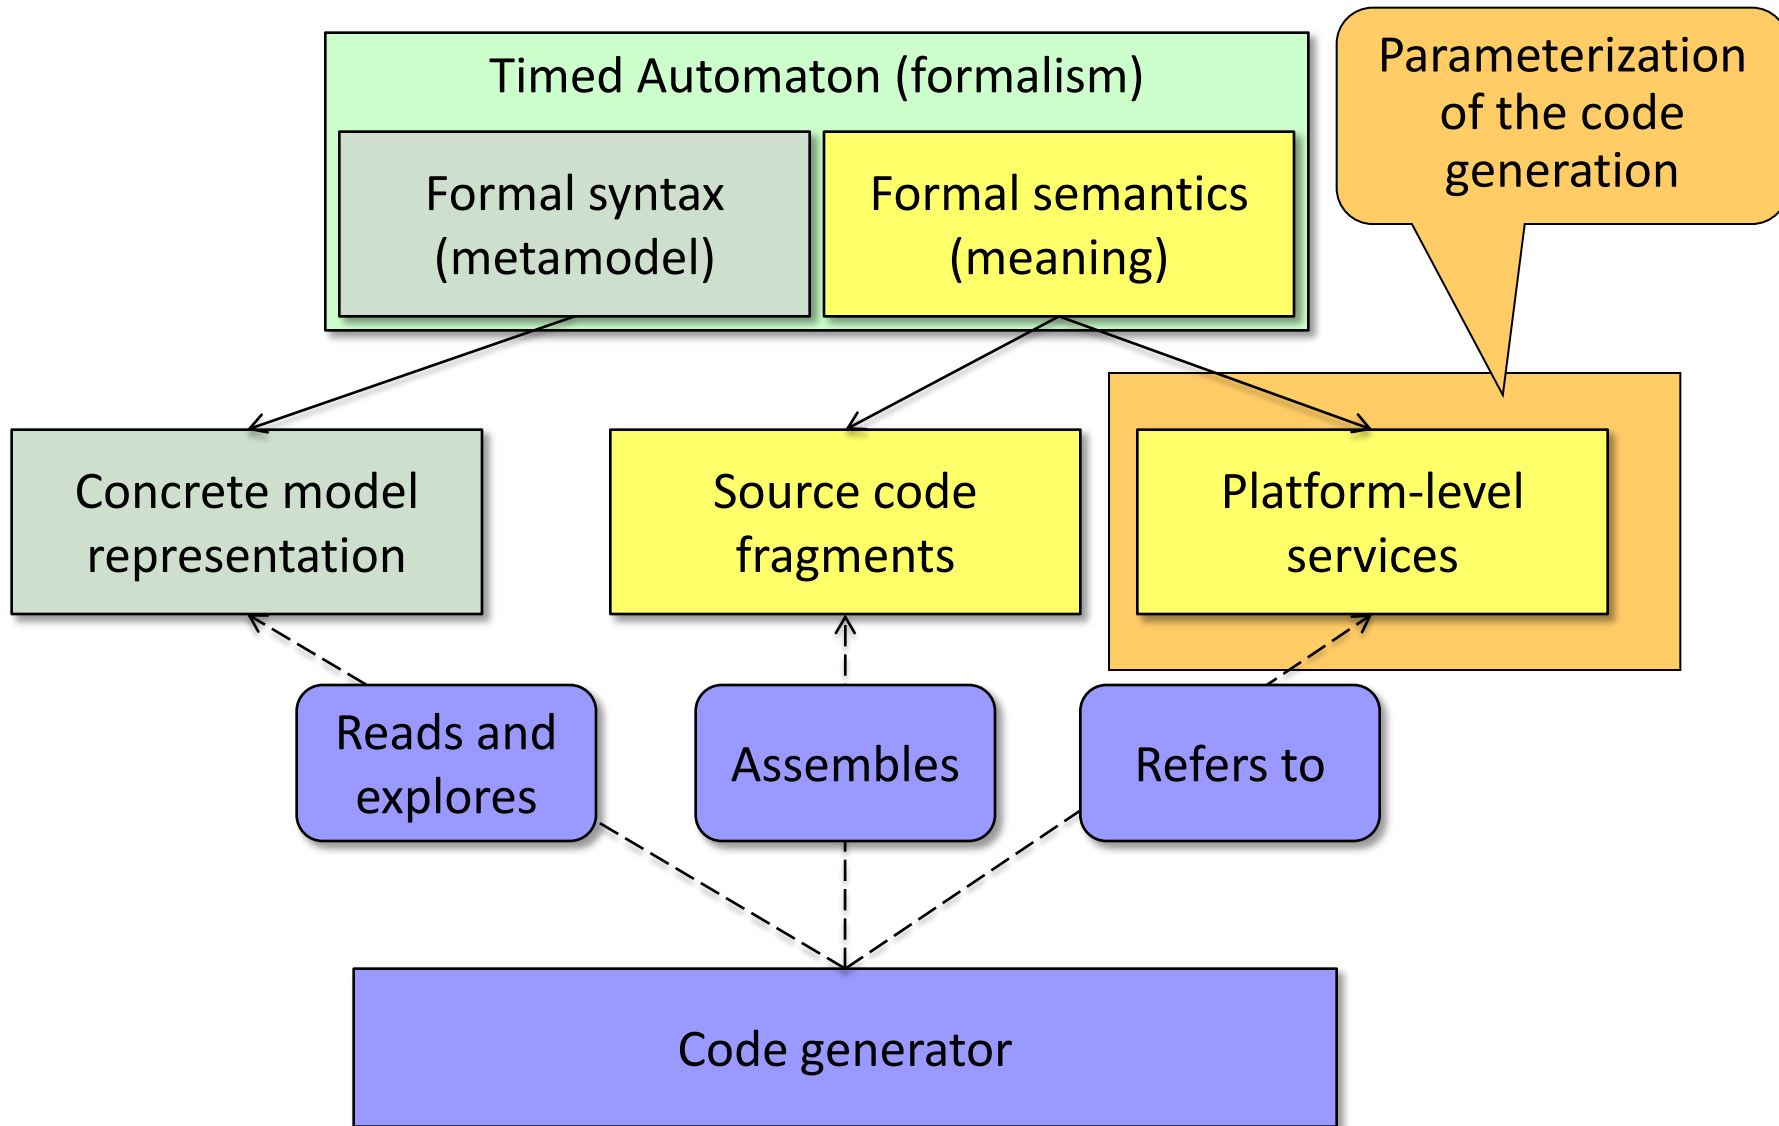 Timed Automaton (formalism)
Parameterization
of the code
generation
Formal syntax
(metamodel)
Formal semantics
(meaning)
Concrete model
representation
Source code
fragments
Platform-level
services
Reads and
explores
Assembles
Refers to
Code generator